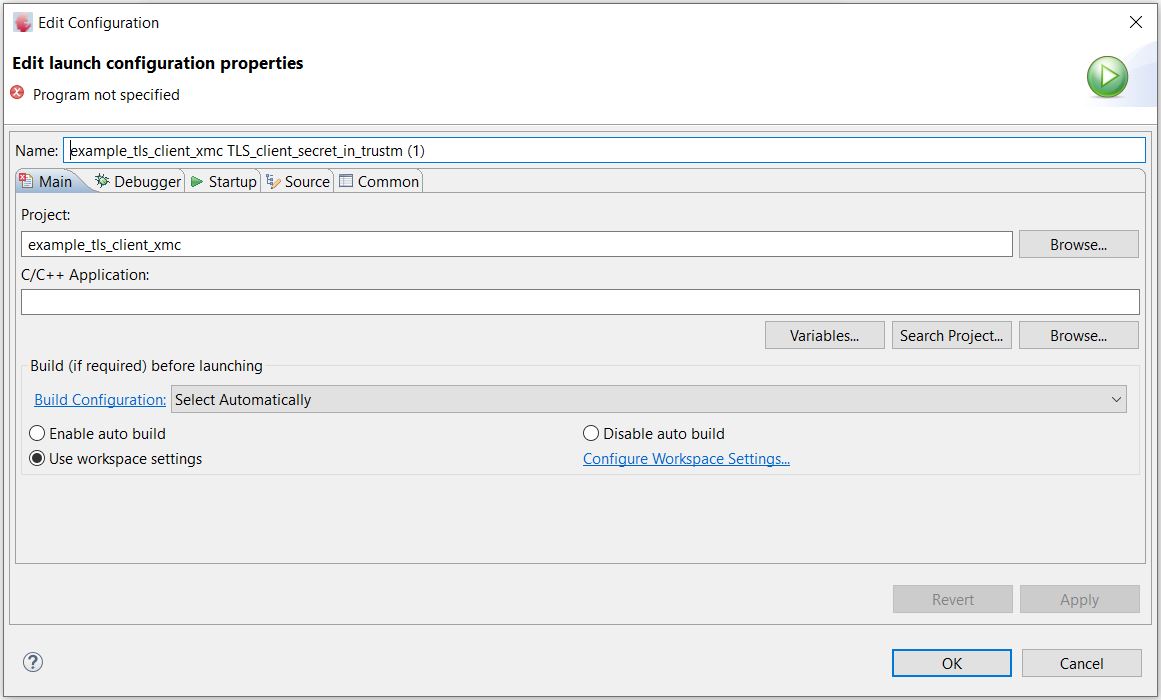 Edit Configuration
Edit launch configuration properties
Program not specified
Name: example_tls_client_xmc TLS_client_secret_in_trustm (1)
Main Debugger Startup Source Common
Project:
example_tls_client_xmc Browse...
C/C++ Application:
Variables... Search Project... Browse...
Build (if required) before launching
Build Configuration: Select Automatically
Enable auto build Disable auto build
Use workspace settings Configure Workspace Settings...
Revert Apply
? OK Cancel